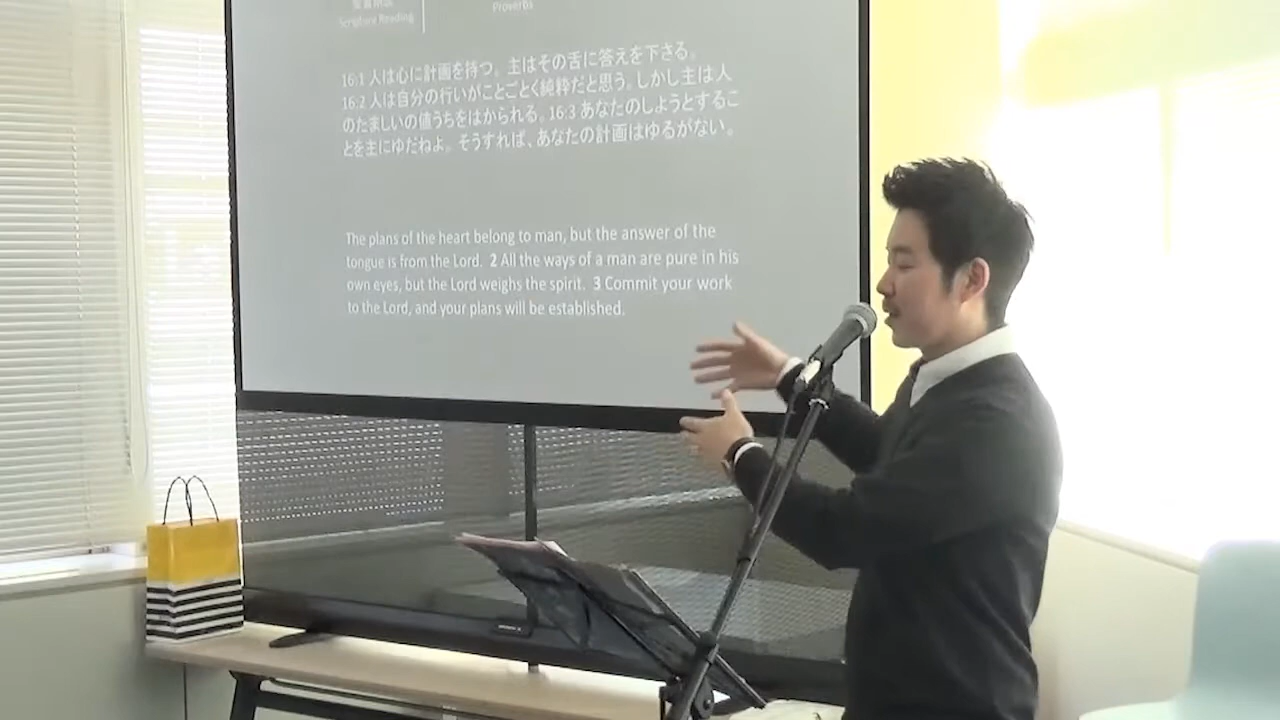 聖書朗読
Scripture Reading
Proverbs
16:1 人は心に計画を持つ。主はその舌に答えを下さる。
16:2 人は自分の行いがことごとく純粋だと思う。しかし主は人
のたましいの値うちをはかられる。16:3 あなたのしようとするこ
とを主にゆだねよ。そうすれば、あなたの計画はゆるがない。
The plans of the heart belong to man, but the answer of the
tongue is from the Lord. 2 All the ways of a man are pure in his
own eyes, but the Lord weighs the spirit. 3 Commit your work
to the Lord, and your plans will be established.